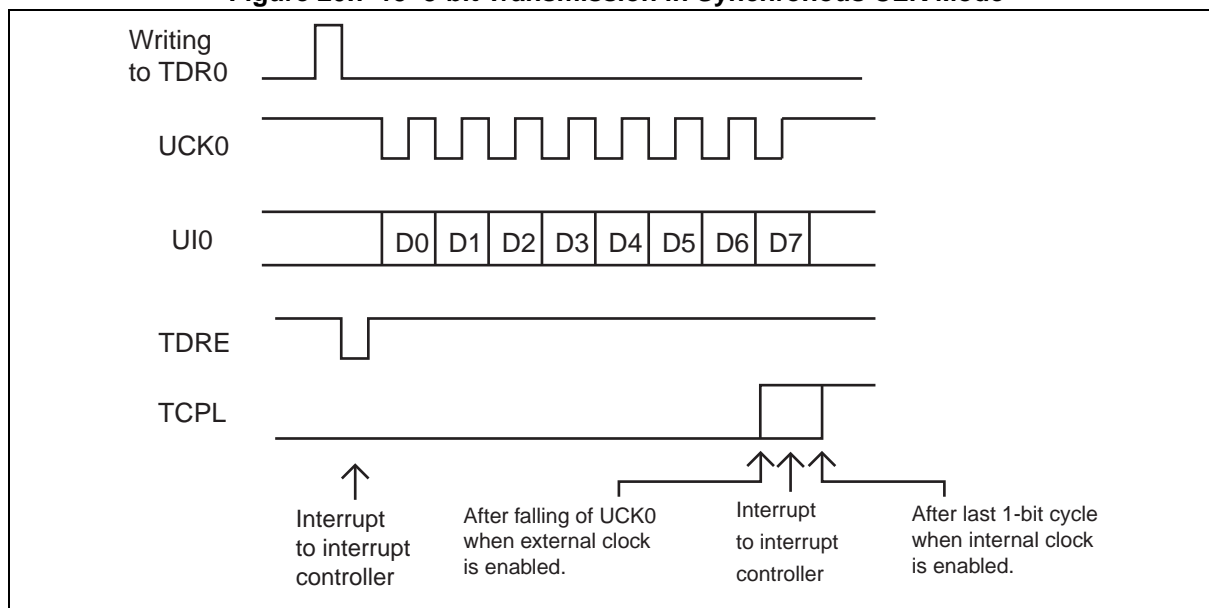 Writing
to TDR0
UCK0
UI0
D0 D1 D2 D3 D4 D5 D6 D7
TDRE
TCPL
Interrupt
to interrupt
controller
After falling of UCK0
when external clock
is enabled.
Interrupt
to interrupt
controller
After last 1-bit cycle
when internal clock
is enabled.